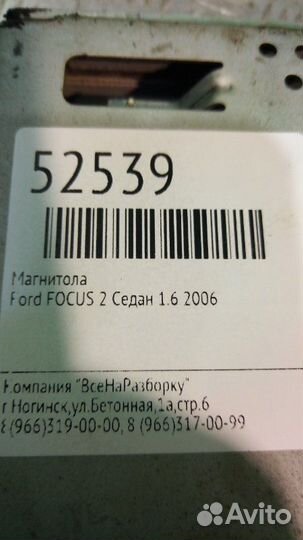 52539
Магнитола
Ford FOCUS 2 Седан 1.6 2006
Компания "ВсеНаРазборку"
г Ногинск,ул.Бетонная,1а,стр.6
8(966)319-00-00, 8 (966)317-00-99
Avito